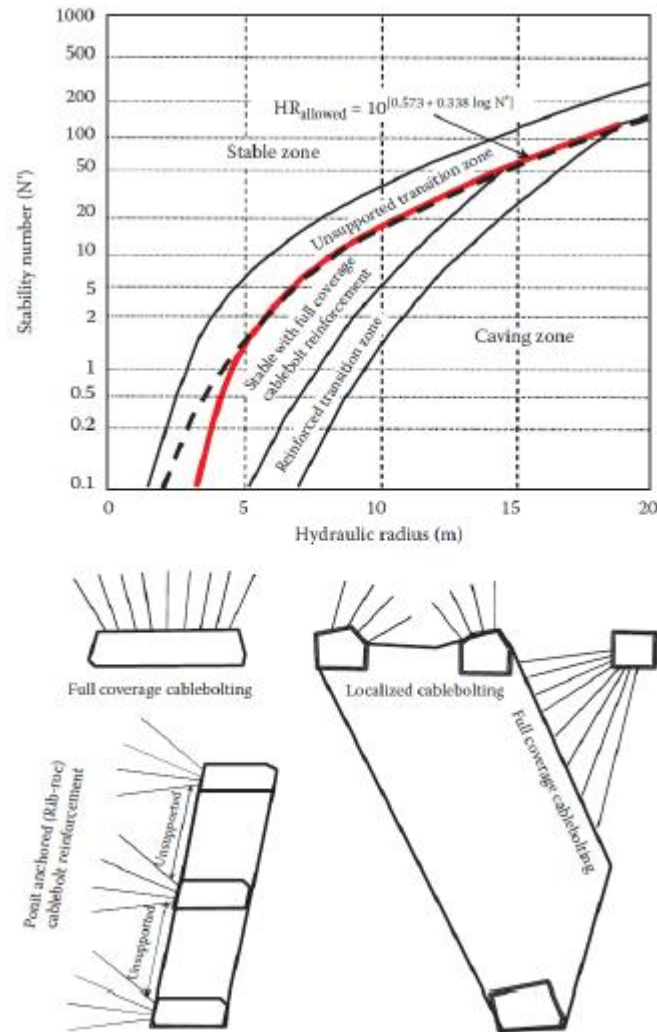 1000
500
200
100
50
20
10
5
2
1
0.5
0.2
0.1
Stability number (N')
HRallowed = 10[0.573 + 0.338 log N']
Stable zone
Unsupported transition zone
Stable with full coverage
cablebolt reinforcement
Reinforced transition zone
Caving zone
0 5 10 15 20
Hydraulic radius (m)
Full coverage cablebolting
Localized cablebolting
Full coverage cablebolting
Ponit anchored (Rib-roc)
cablebolt reinforcement
Unsupported
Unsupported